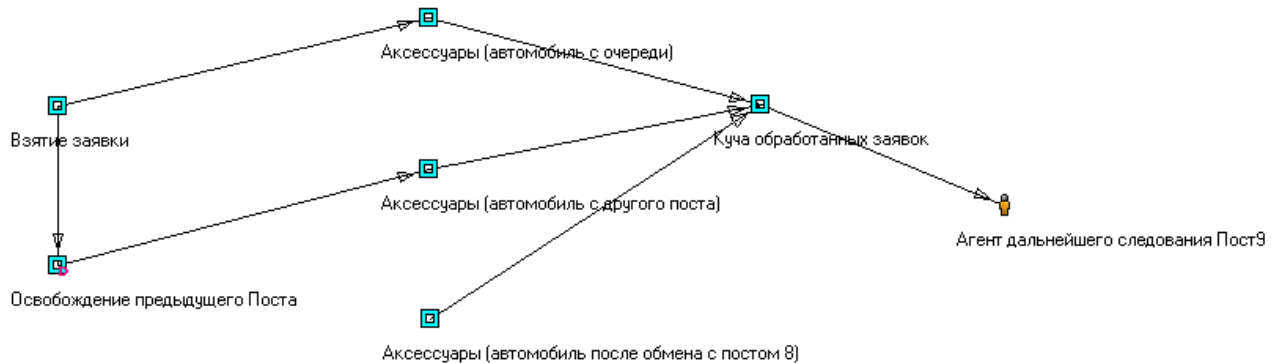 Аксессуары (автомобиль с очереди)
Взятие заявки
Куча обработанных заявок
Аксессуары (автомобиль с другого поста)
Агент дальнейшего следования Пост9
Освобождение предыдущего Поста
Аксессуары (автомобиль после обмена с постом 8)